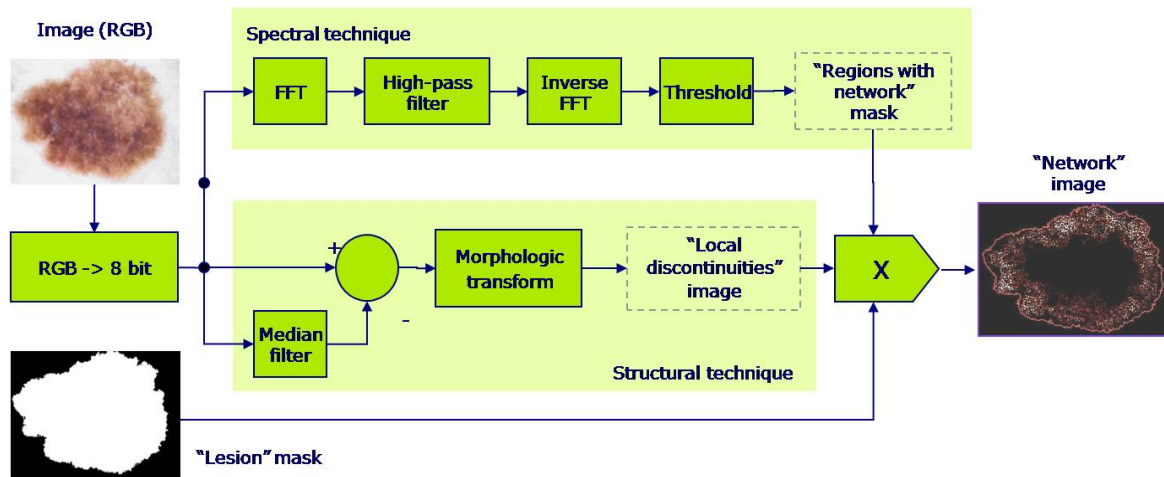 Image (RGB)
Spectral technique
FFT
High-pass
filter
Inverse
FFT
Threshold
“Regions with
network”
mask
“Network”
image
RGB -> 8 bit
+
-
Morphologic
transform
“Local
discontinuities”
image
X
Median
filter
Structural technique
“Lesion” mask